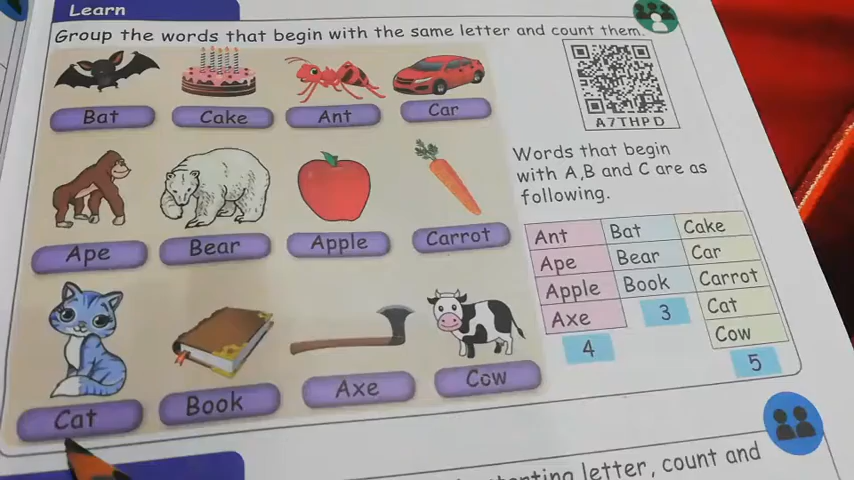 Learn
Group the words that begin with the same letter and count them.
Bat Cake Ant Car
A7THPD
Words that begin
with A,B and C are as
following.
Ape Bear Apple Carrot
Ant Bat Cake
Ape Bear Car
Apple Book Carrot
Axe 3 Cat
4 Cow
5
Cat Book Axe Cow
letter, count and